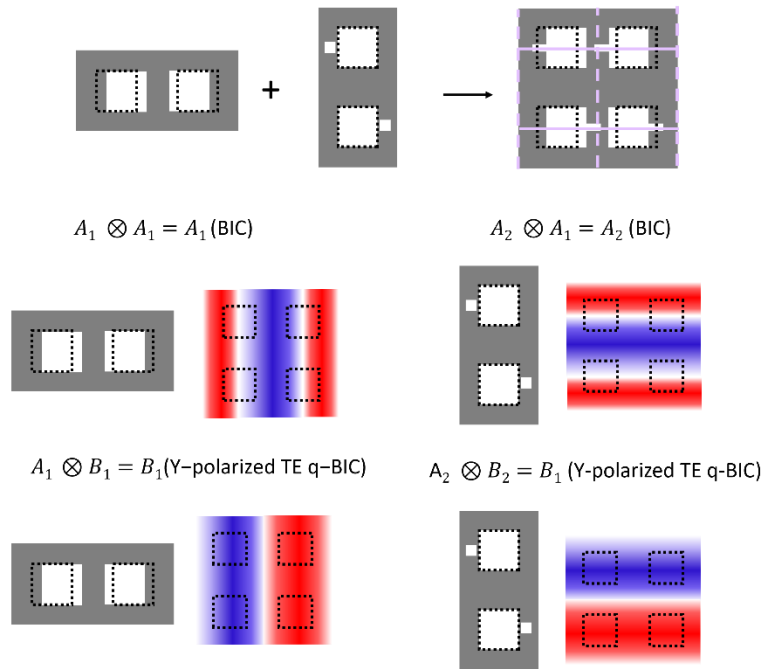 +
A₁ ⊗ A₁ = A₁ (BIC)
A₂ ⊗ A₁ = A₂ (BIC)
A₁ ⊗ B₁ = B₁(Y−polarized TE q−BIC)
A₂ ⊗ B₂ = B₁ (Y-polarized TE q-BIC)